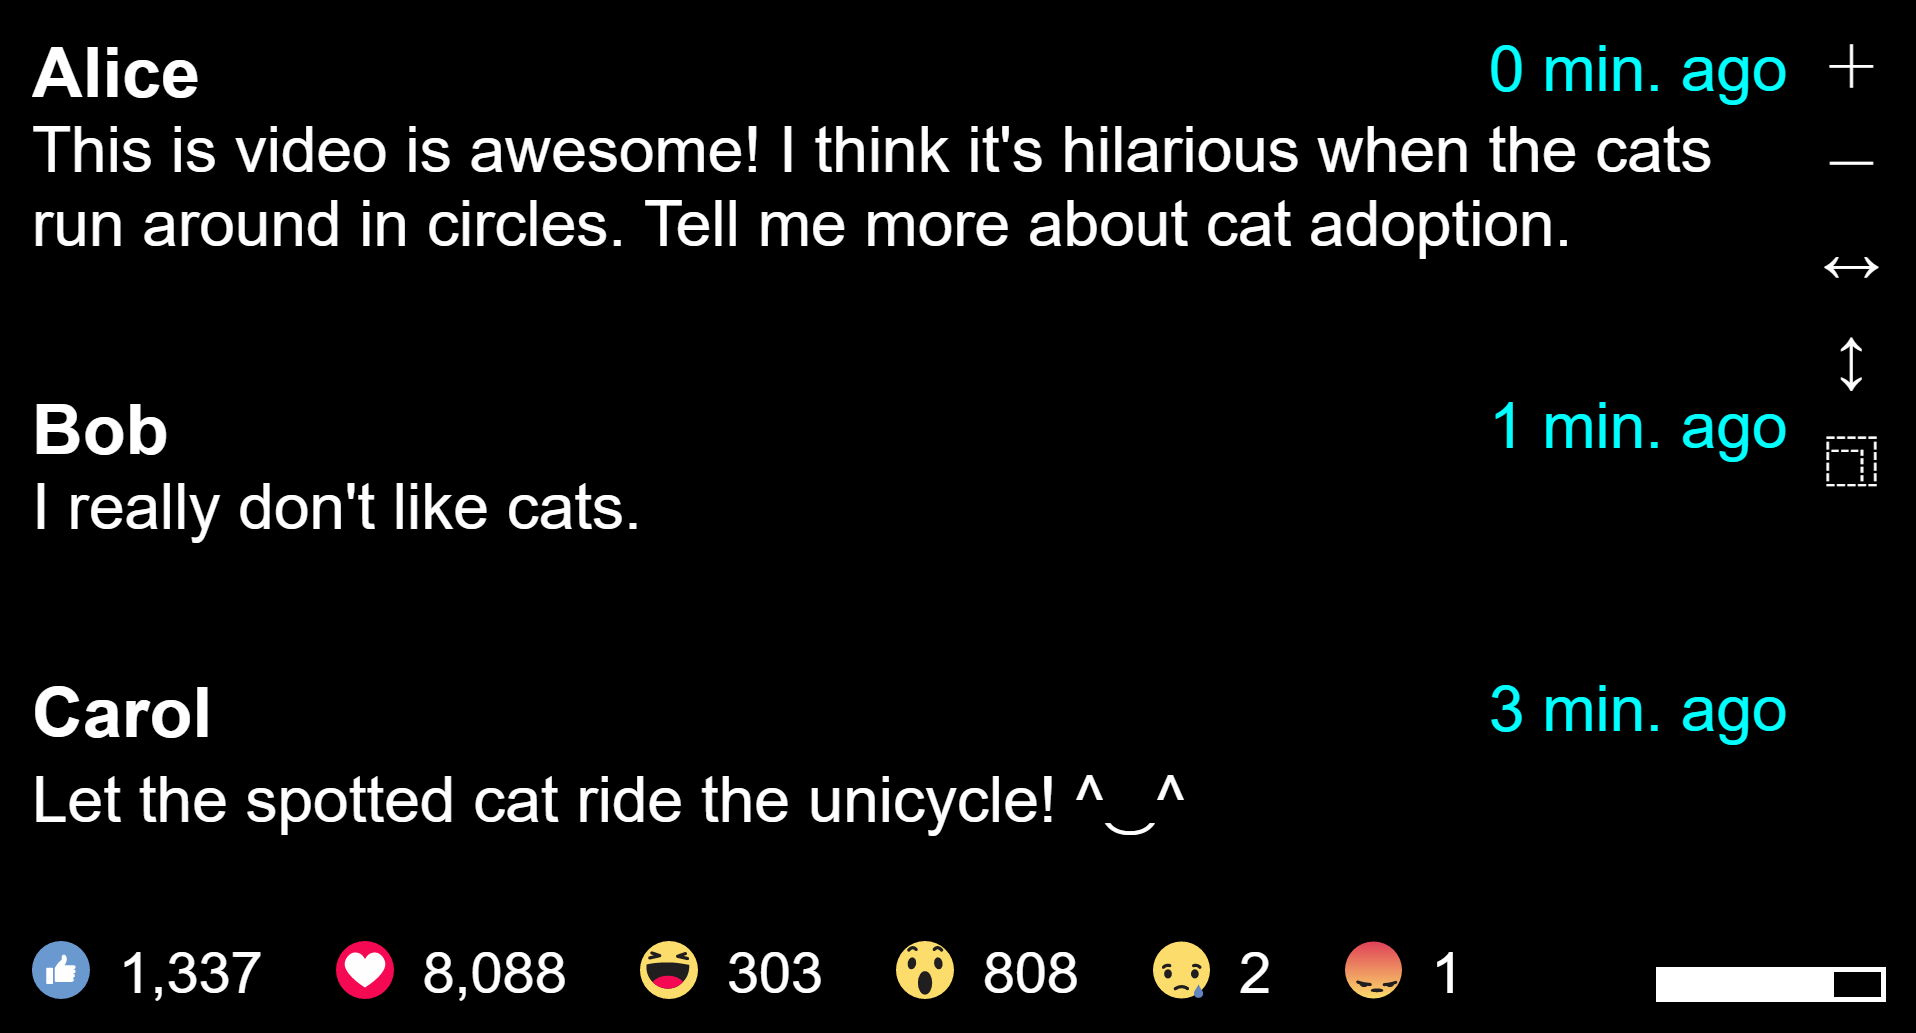 Alice 0 min. ago
This is video is awesome! I think it's hilarious when the cats
run around in circles. Tell me more about cat adoption.
Bob 1 min. ago
I really don't like cats.
Carol 3 min. ago
Let the spotted cat ride the unicycle! ^‿^
1,337 8,088 303 808 2 1